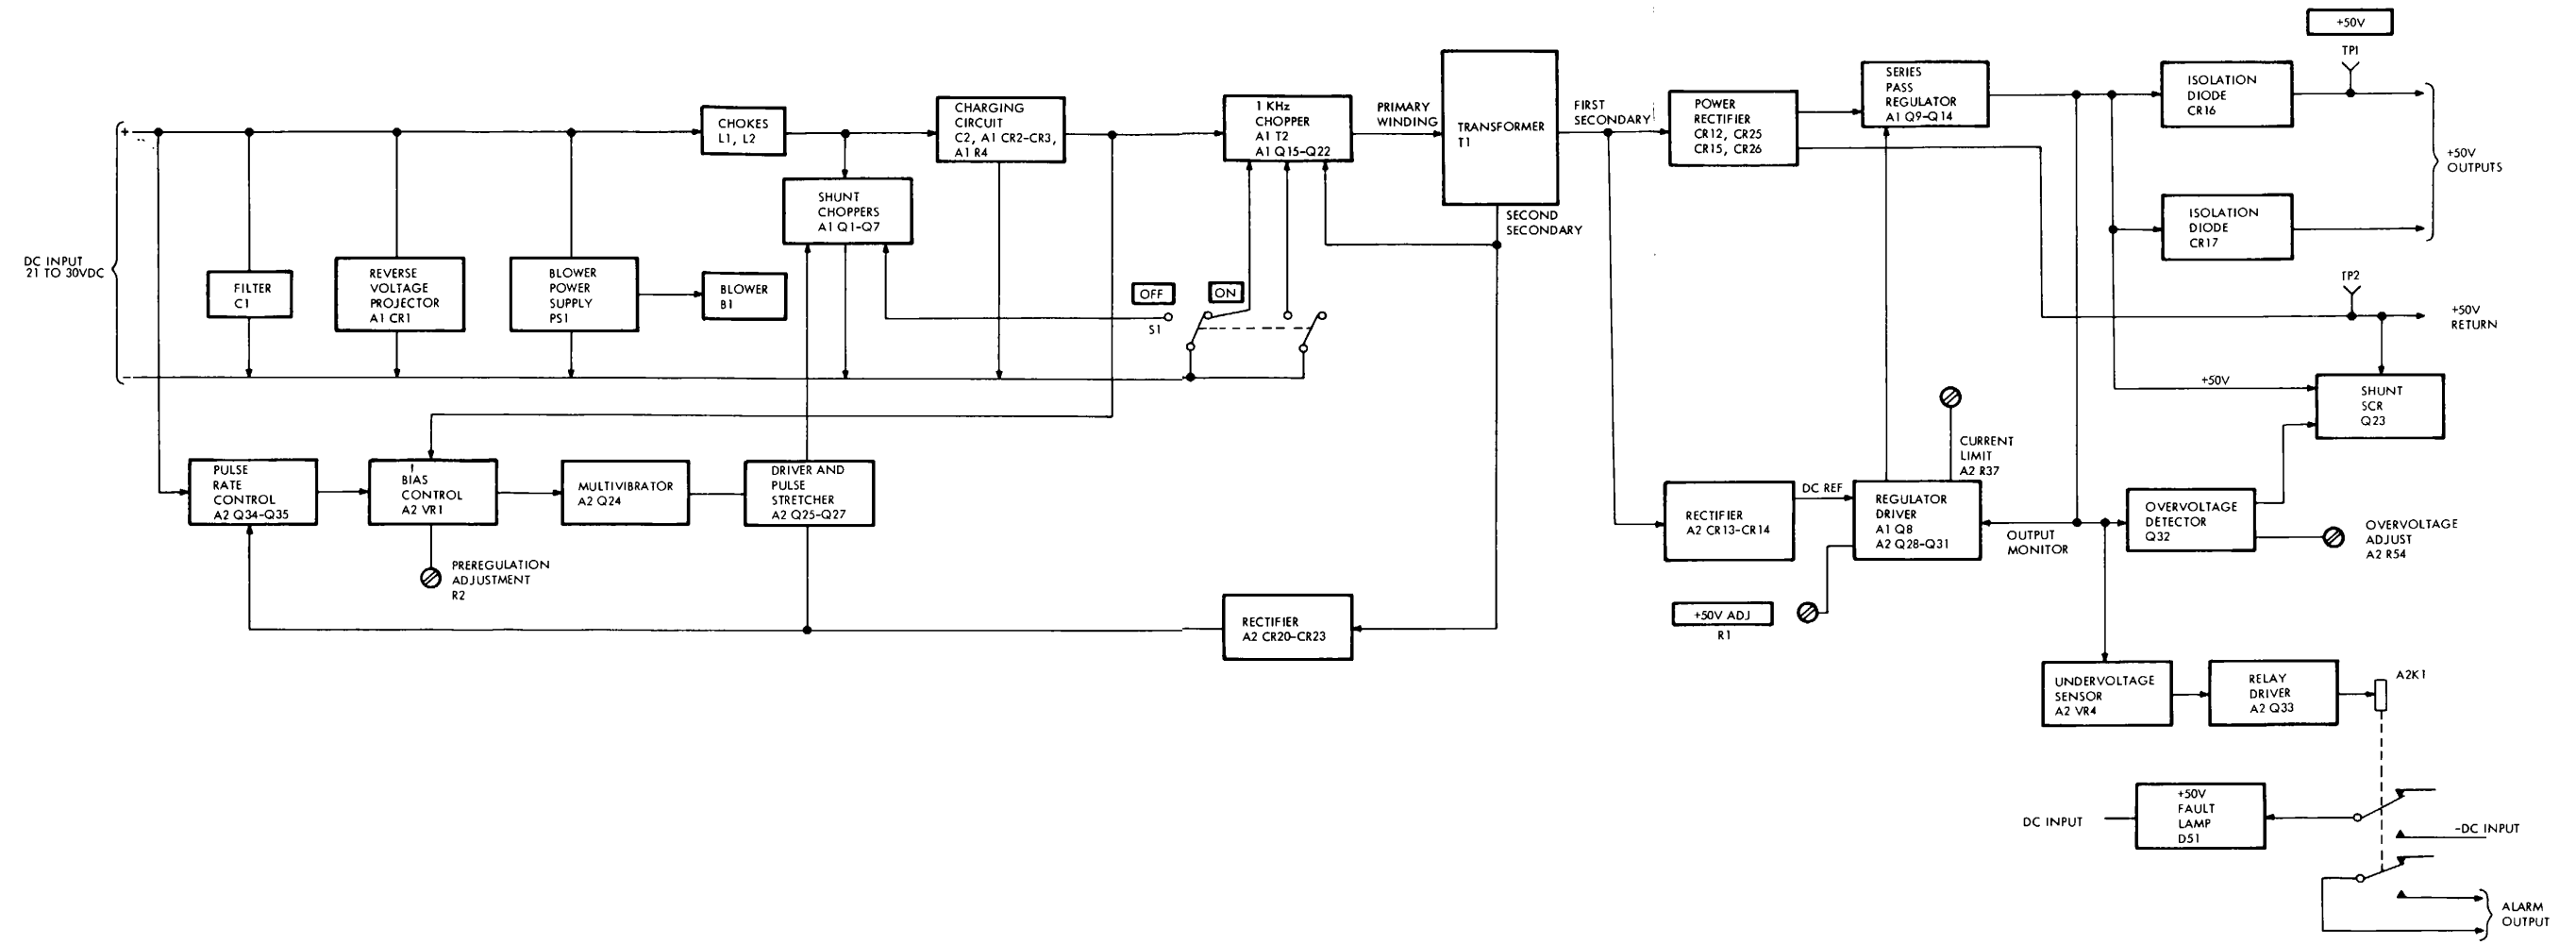 +50V
TP1
DC INPUT
21 TO 30VDC
+
FILTER
C1
REVERSE
VOLTAGE
PROJECTOR
A1 CR1
BLOWER
POWER
SUPPLY
PS1
BLOWER
B1
CHOKES
L1, L2
SHUNT
CHOPPERS
A1 Q1-Q7
CHARGING
CIRCUIT
C2, A1 CR2-CR3,
A1 R4
1 KHz
CHOPPER
A1 T2
A1 Q15-Q22
PRIMARY
WINDING
TRANSFORMER
T1
FIRST
SECONDARY
SECOND
SECONDARY
OFF
ON
S1
POWER
RECTIFIER
CR12, CR25
CR15, CR26
SERIES
PASS
REGULATOR
A1 Q9-Q14
ISOLATION
DIODE
CR16
ISOLATION
DIODE
CR17
+50V
OUTPUTS
TP2
+50V
RETURN
+50V
SHUNT
SCR
Q23
PULSE
RATE
CONTROL
A2 Q34-Q35
BIAS
CONTROL
A2 VR1
MULTIVIBRATOR
A2 Q24
DRIVER AND
PULSE
STRETCHER
A2 Q25-Q27
PREREGULATION
ADJUSTMENT
R2
RECTIFIER
A2 CR20-CR23
RECTIFIER
A2 CR13-CR14
DC REF
CURRENT
LIMIT
A2 R37
REGULATOR
DRIVER
A1 Q8
A2 Q28-Q31
OUTPUT
MONITOR
+50V ADJ
R1
OVERVOLTAGE
DETECTOR
Q32
OVERVOLTAGE
ADJUST
A2 R54
UNDERVOLTAGE
SENSOR
A2 VR4
RELAY
DRIVER
A2 Q33
A2K1
DC INPUT
+50V
FAULT
LAMP
D51
-DC INPUT
ALARM
OUTPUT